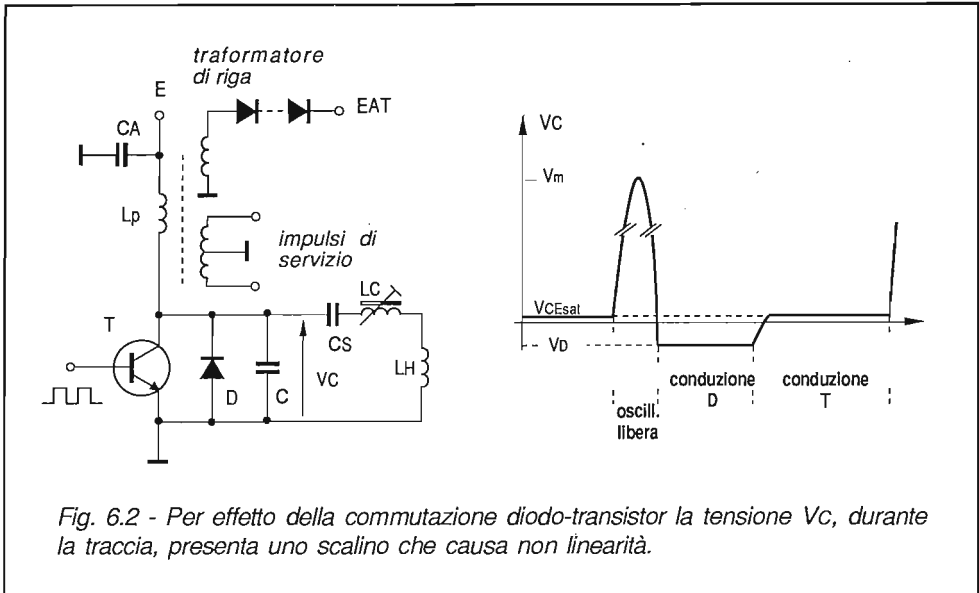 traformatore
di riga
E
EAT
CA
Lp
impulsi di
servizio
LC
T
CS
VC
LH
D
C
VC
Vm
VCEsat
VD
conduzione
D
conduzione
T
oscill.
libera
Fig. 6.2 - Per effetto della commutazione diodo-transistor la tensione VC, durante
la traccia, presenta uno scalino che causa non linearità.